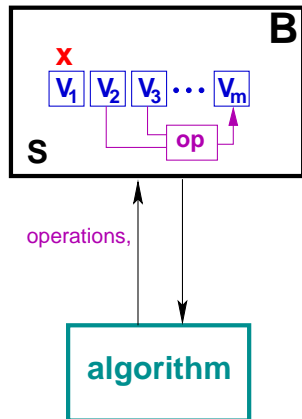 B
x
V1 V2 V3 ••• Vm
op
S
operations,
algorithm